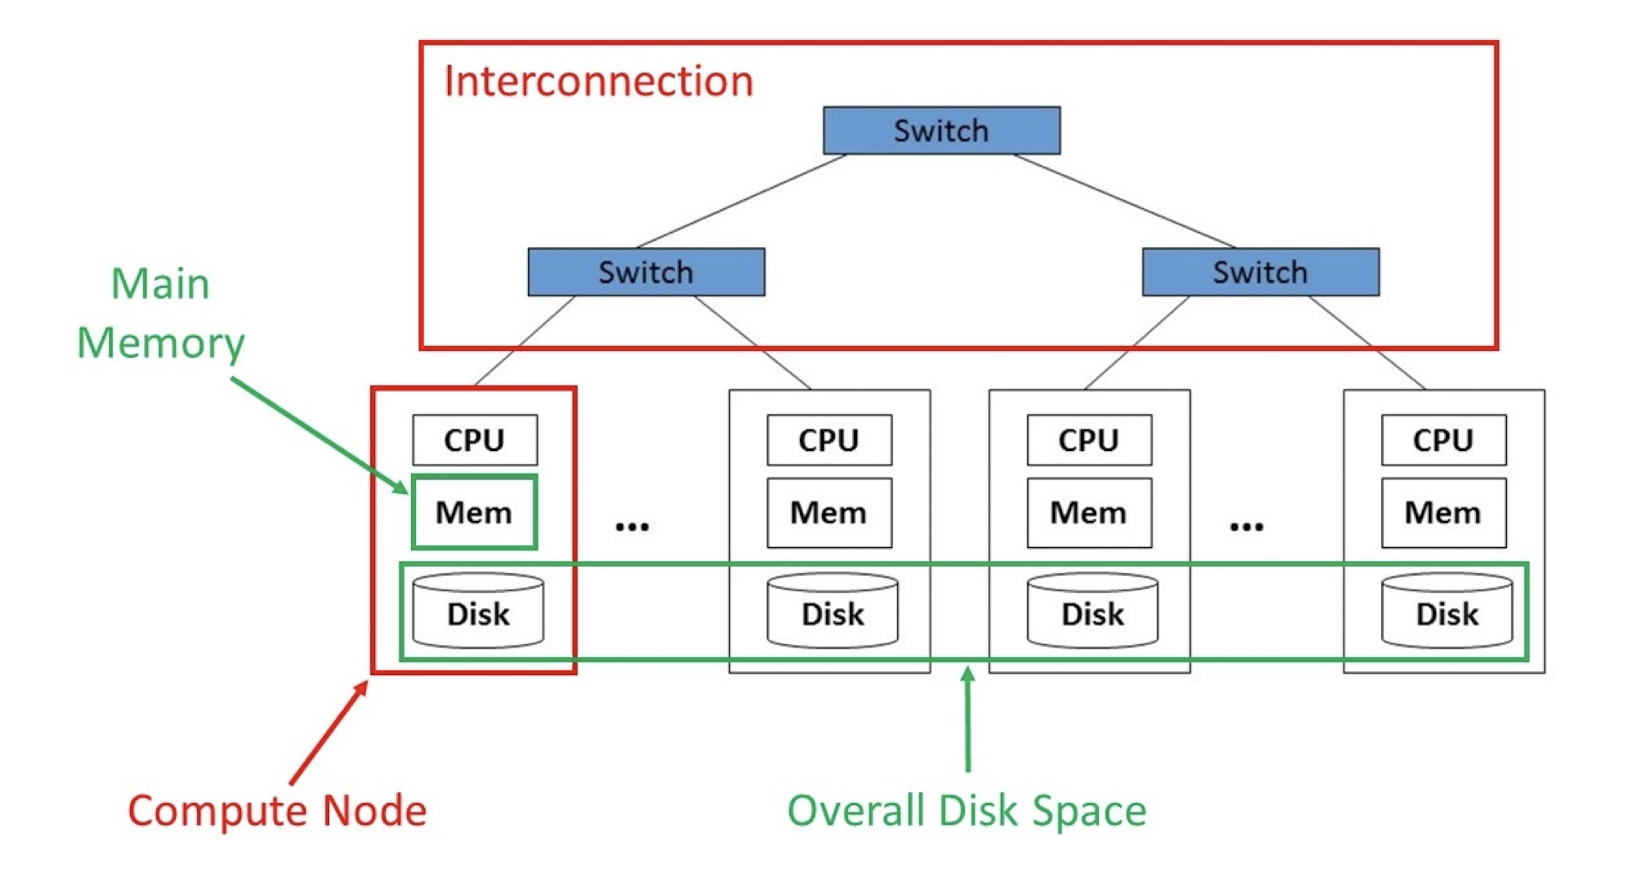 Interconnection
Switch
Switch
Switch
Main
Memory
CPU
CPU
CPU
CPU
Mem
...
Mem
Mem
...
Mem
Disk
Disk
Disk
Disk
Compute Node
Overall Disk Space